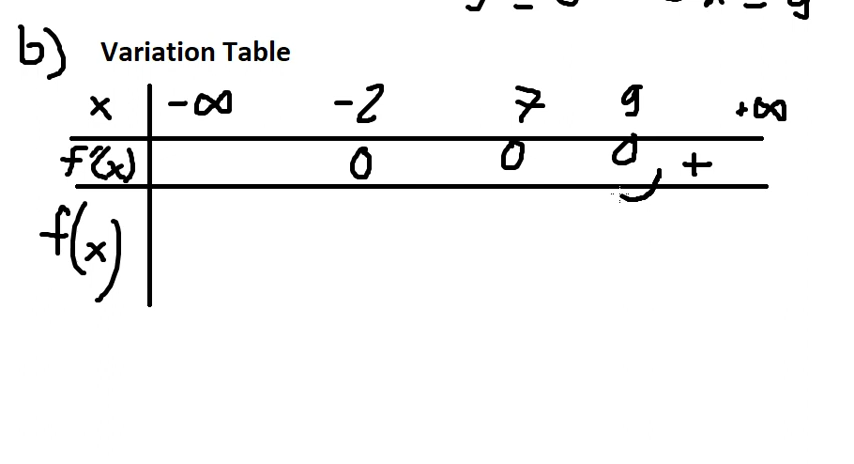 b) Variation Table
x -∞ -2 7 9 +∞
f'(x) 0 0 0 +
f(x)